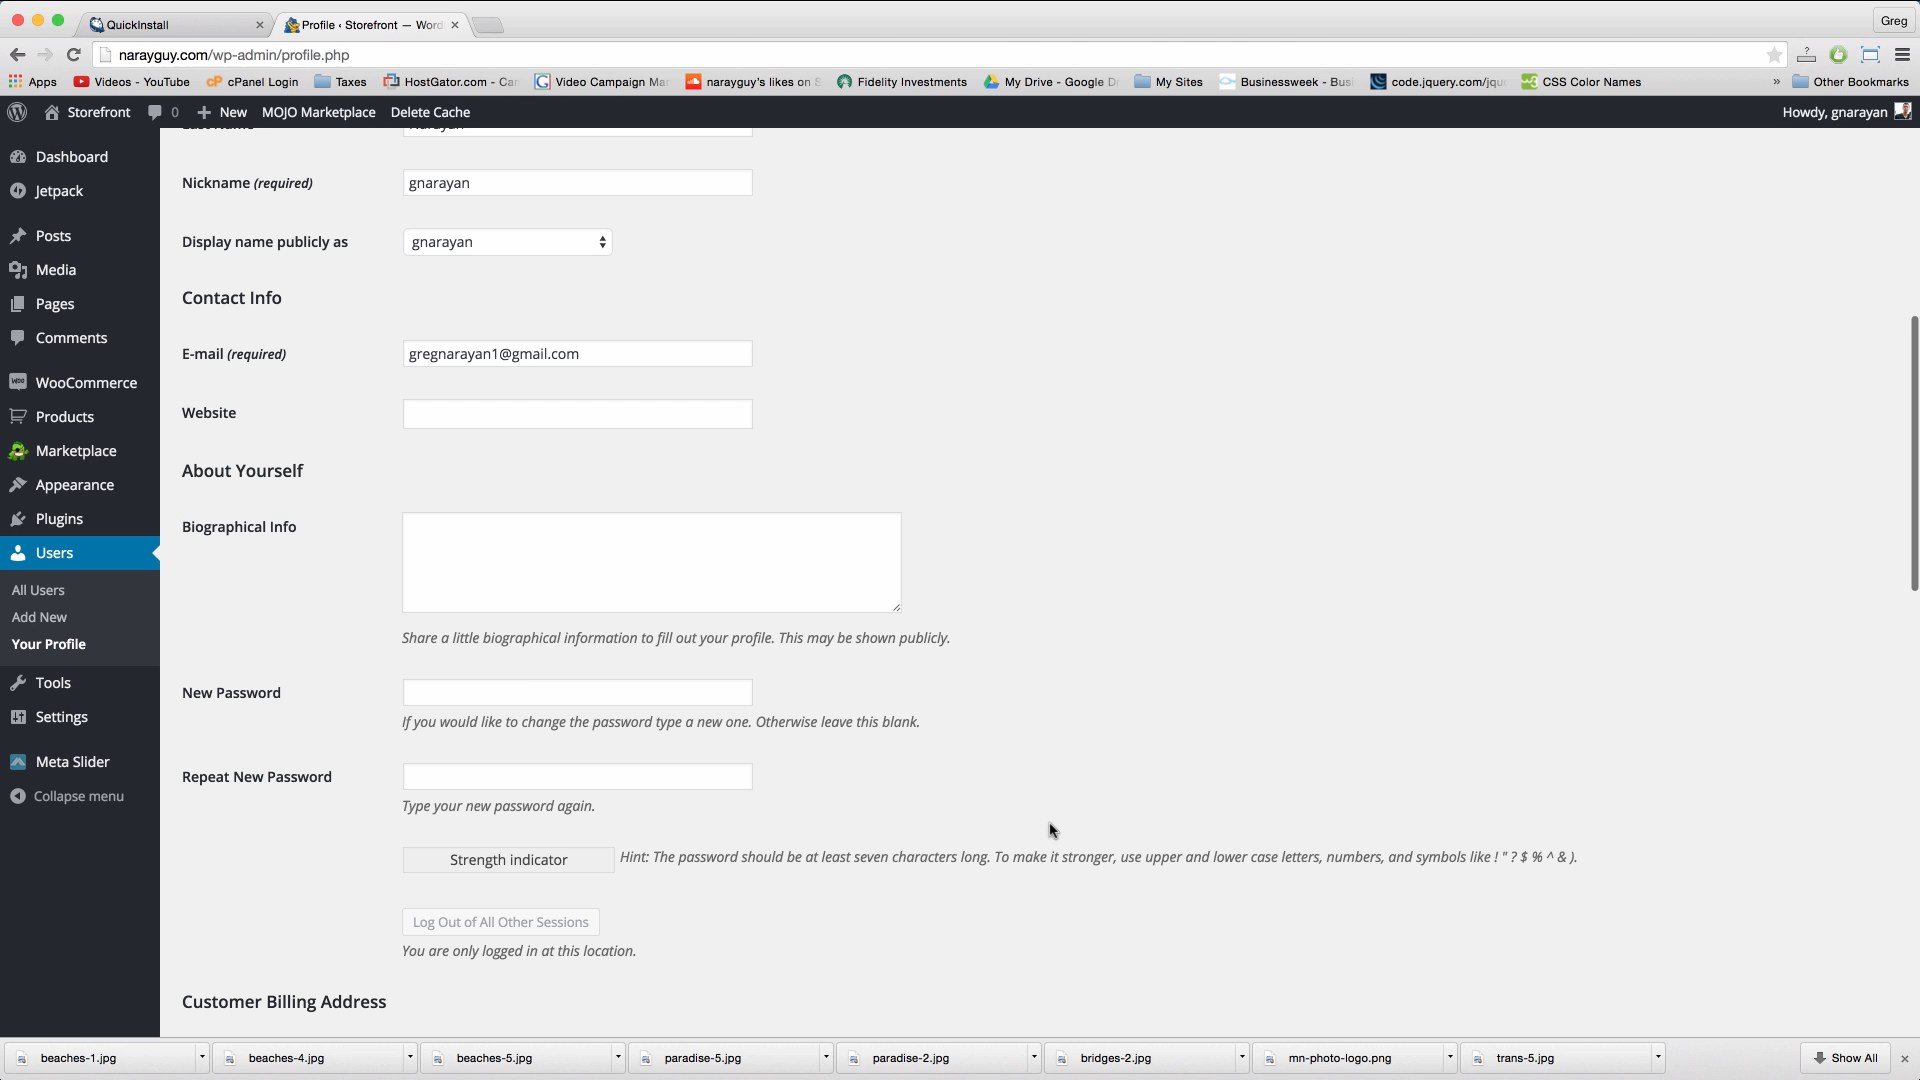 QuickInstall
Profile ‹ Storefront — Word
Greg
narayguy.com/wp-admin/profile.php
Apps
Videos - YouTube
cPanel Login
Taxes
HostGator.com - Can
Video Campaign Man
narayguy's likes on S
Fidelity Investments
My Drive - Google Dr
My Sites
Businessweek - Busi
code.jquery.com/jqu
CSS Color Names
»
Other Bookmarks
Storefront
0
New
MOJO Marketplace
Delete Cache
Howdy, gnarayan
Dashboard
Jetpack
Posts
Media
Pages
Comments
WooCommerce
Products
Marketplace
Appearance
Plugins
Users
All Users
Add New
Your Profile
Tools
Settings
Meta Slider
Collapse menu
Last Name
Narayan
Nickname (required)
gnarayan
Display name publicly as
gnarayan
Contact Info
E-mail (required)
gregnarayan1@gmail.com
Website
About Yourself
Biographical Info
Share a little biographical information to fill out your profile. This may be shown publicly.
New Password
If you would like to change the password type a new one. Otherwise leave this blank.
Repeat New Password
Type your new password again.
Strength indicator
Hint: The password should be at least seven characters long. To make it stronger, use upper and lower case letters, numbers, and symbols like ! " ? $ % ^ & ).
Log Out of All Other Sessions
You are only logged in at this location.
Customer Billing Address
beaches-1.jpg
beaches-4.jpg
beaches-5.jpg
paradise-5.jpg
paradise-2.jpg
bridges-2.jpg
mn-photo-logo.png
trans-5.jpg
Show All